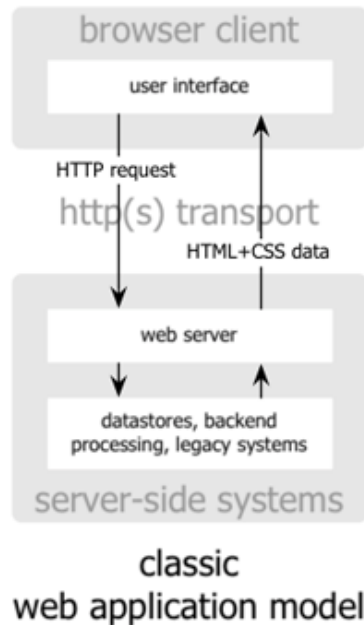 browser client
user interface
HTTP request
http(s) transport
HTML+CSS data
web server
datastores, backend
processing, legacy systems
server-side systems
classic
web application model